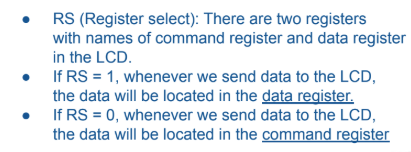 ● RS (Register select): There are two registers
with names of command register and data register
in the LCD.
● If RS = 1, whenever we send data to the LCD,
the data will be located in the data register.
● If RS = 0, whenever we send data to the LCD,
the data will be located in the command register